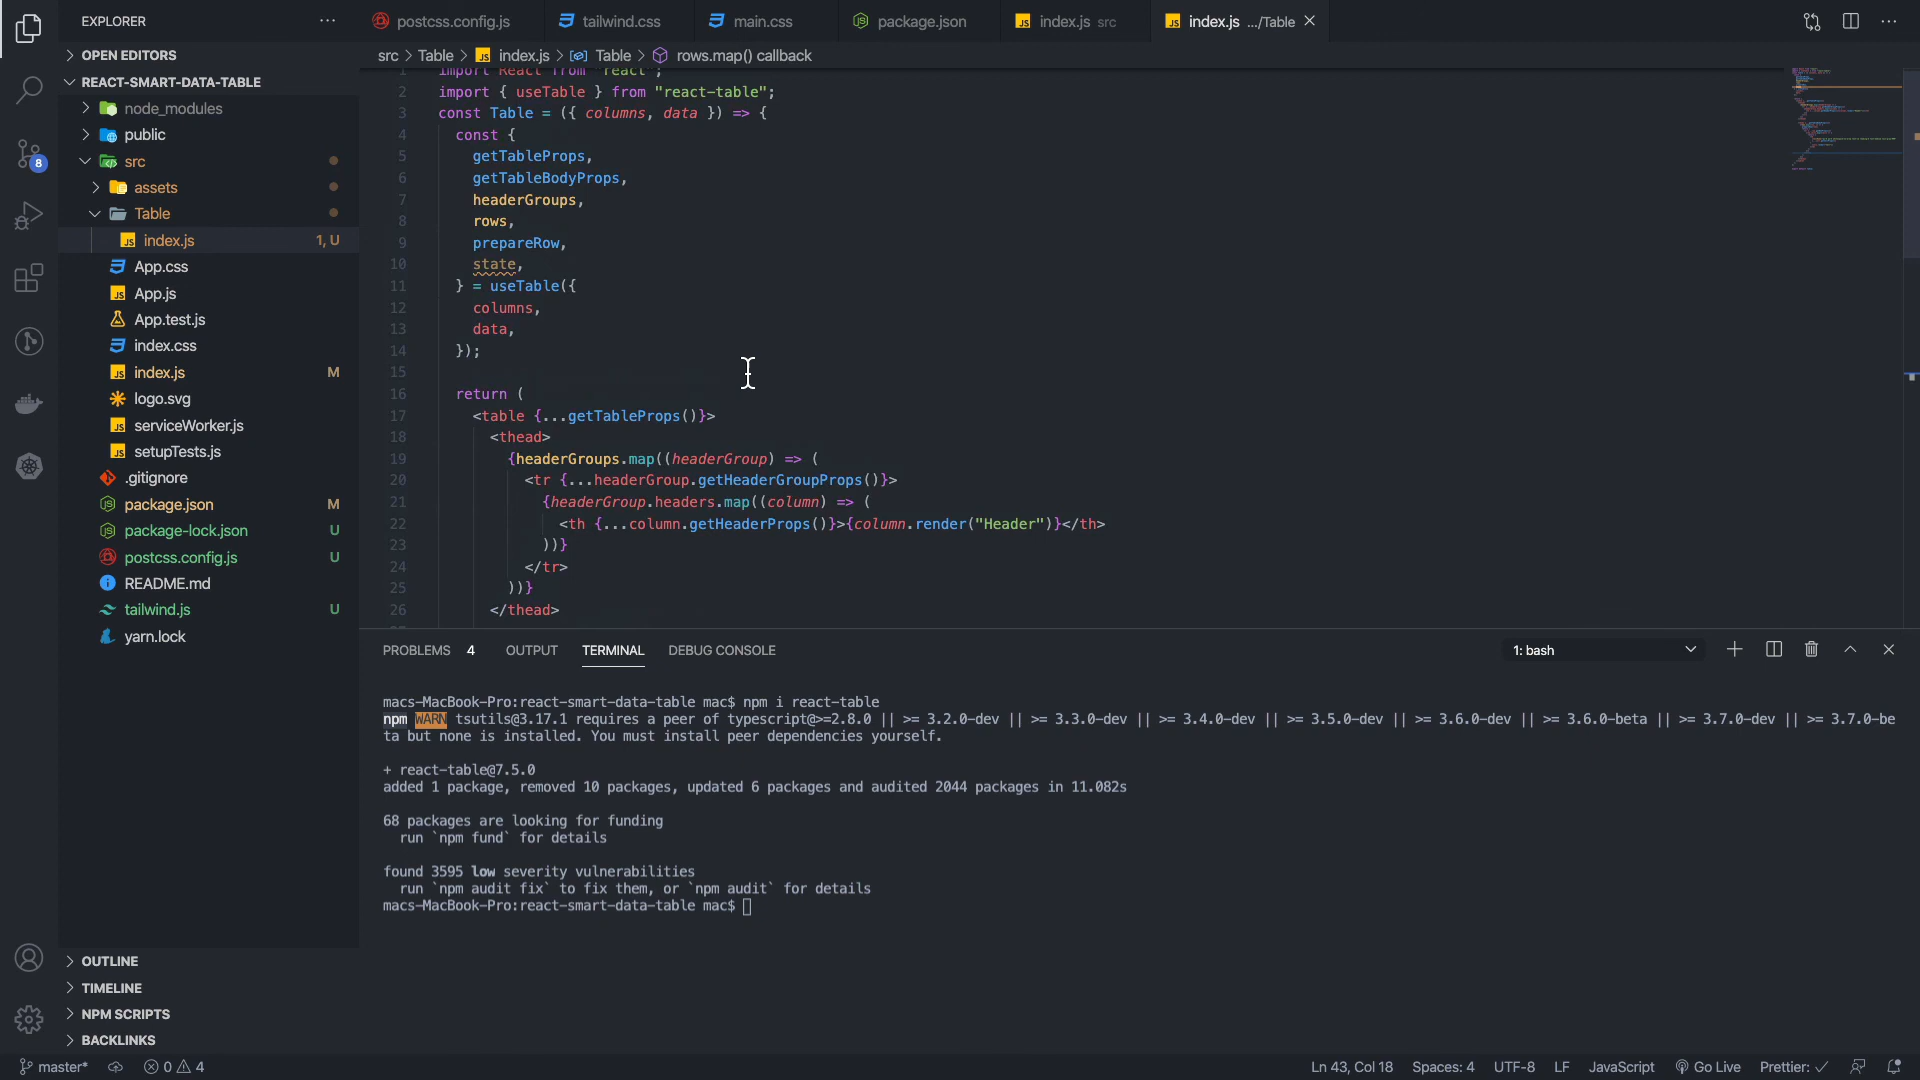 EXPLORER
OPEN EDITORS
REACT-SMART-DATA-TABLE
node_modules
public
src
assets
Table
index.js 1, U
App.css
App.js
App.test.js
index.css
index.js M
logo.svg
serviceWorker.js
setupTests.js
.gitignore
package.json M
package-lock.json U
postcss.config.js U
README.md
tailwind.js U
yarn.lock
OUTLINE
TIMELINE
NPM SCRIPTS
BACKLINKS
8
postcss.config.js tailwind.css main.css package.json index.js src index.js .../Table
src > Table > index.js > Table > rows.map() callback
1 import React from "react";
2 import { useTable } from "react-table";
3 const Table = ({ columns, data }) => {
4 const {
5 getTableProps,
6 getTableBodyProps,
7 headerGroups,
8 rows,
9 prepareRow,
10 state,
11 } = useTable({
12 columns,
13 data,
14 });
15
16 return (
17 <table {...getTableProps()}>
18 <thead>
19 {headerGroups.map((headerGroup) => (
20 <tr {...headerGroup.getHeaderGroupProps()}>
21 {headerGroup.headers.map((column) => (
22 <th {...column.getHeaderProps()}>{column.render("Header")}</th>
23 ))}
24 </tr>
25 ))}
26 </thead>
PROBLEMS 4 OUTPUT TERMINAL DEBUG CONSOLE 1: bash
macs-MacBook-Pro:react-smart-data-table mac$ npm i react-table
npm WARN tsutils@3.17.1 requires a peer of typescript@>=2.8.0 || >= 3.2.0-dev || >= 3.3.0-dev || >= 3.4.0-dev || >= 3.5.0-dev || >= 3.6.0-dev || >= 3.6.0-beta || >= 3.7.0-dev || >= 3.7.0-be
ta but none is installed. You must install peer dependencies yourself.
+ react-table@7.5.0
added 1 package, removed 10 packages, updated 6 packages and audited 2044 packages in 11.082s
68 packages are looking for funding
run `npm fund` for details
found 3595 low severity vulnerabilities
run `npm audit fix` to fix them, or `npm audit` for details
macs-MacBook-Pro:react-smart-data-table mac$
master* 0 4 Ln 43, Col 18 Spaces: 4 UTF-8 LF JavaScript Go Live Prettier: ✓